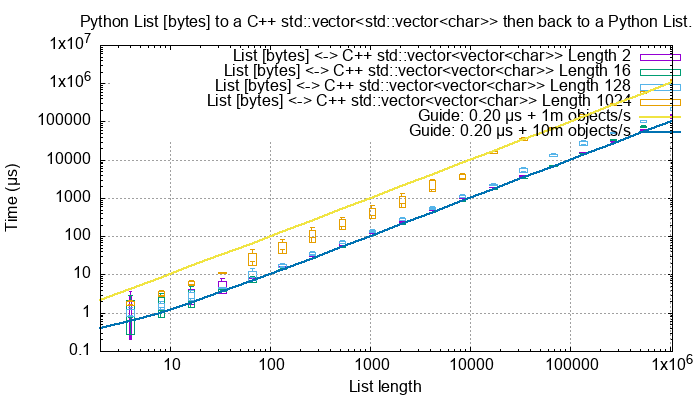 Python List [bytes] to a C++ std::vector<std::vector<char>> then back to a Python List.
1x10^7
1x10^6
100000
10000
1000
100
10
1
0.1
Time (µs)
List [bytes] <-> C++ std::vector<vector<char>> Length 2
List [bytes] <-> C++ std::vector<vector<char>> Length 16
List [bytes] <-> C++ std::vector<vector<char>> Length 128
List [bytes] <-> C++ std::vector<vector<char>> Length 1024
Guide: 0.20 µs + 1m objects/s
Guide: 0.20 µs + 10m objects/s
10
100
1000
10000
100000
1x10^6
List length